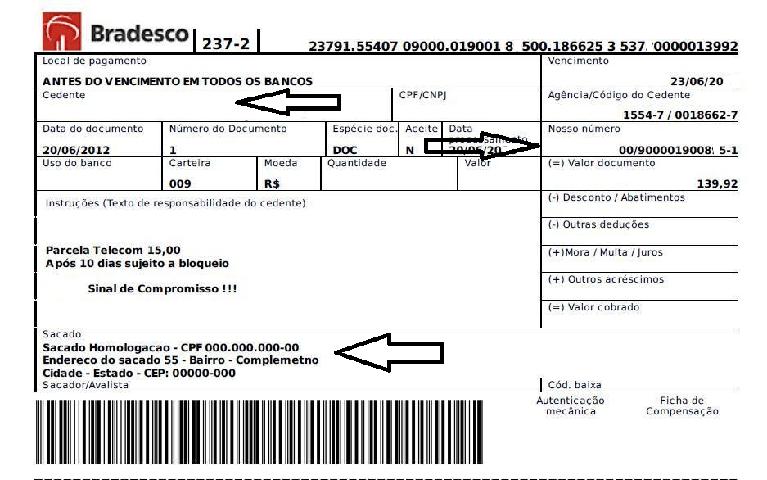 Bradesco 237-2 23791.55407 09000.019001 8 500.186625 3 537. '0000013992
Local de pagamento
Vencimento
ANTES DO VENCIMENTO EM TODOS OS BANCOS
23/06/20
Cedente
CPF/CNPJ
Agência/Código do Cedente
1554-7 / 0018662-7
Data do documento
Número do Documento
Espécie doc.
Aceite
Data processamento
Nosso número
20/06/2012
1
DOC
N
20/06/20
00/9000019008 5-1
Uso do banco
Carteira
Moeda
Quantidade
Valor
(=) Valor documento
009
R$
139,92
Instruções (Texto de responsabilidade do cedente)
(-) Desconto / Abatimentos
(-) Outras deduções
Parcela Telecom 15,00
(+)Mora / Multa / Juros
Após 10 dias sujeito a bloqueio
(+) Outros acréscimos
Sinal de Compromisso !!!
(=) Valor cobrado
Sacado
Sacado Homologacao - CPF 000.000.000-00
Endereco do sacado 55 - Bairro - Complemetno
Cidade - Estado - CEP: 00000-000
Sacador/Avalista
Cód. baixa
Autenticação mecânica
Ficha de Compensação